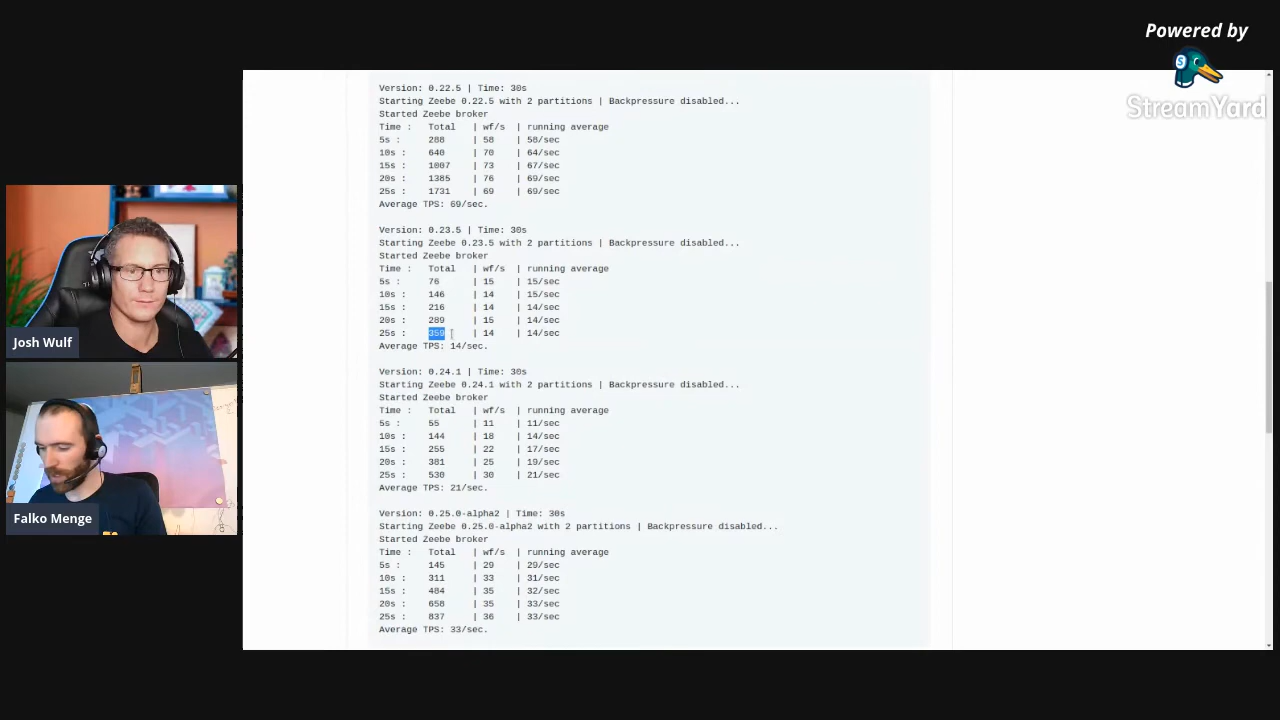 Powered by
StreamYard
Version: 0.22.5 | Time: 30s
Starting Zeebe 0.22.5 with 2 partitions | Backpressure disabled...
Started Zeebe broker
Time : Total | wf/s | running average
5s : 288 | 58 | 58/sec
10s : 640 | 70 | 64/sec
15s : 1007 | 73 | 67/sec
20s : 1385 | 76 | 69/sec
25s : 1731 | 69 | 69/sec
Average TPS: 69/sec.
Version: 0.23.5 | Time: 30s
Starting Zeebe 0.23.5 with 2 partitions | Backpressure disabled...
Started Zeebe broker
Time : Total | wf/s | running average
5s : 76 | 15 | 15/sec
10s : 146 | 14 | 15/sec
15s : 216 | 14 | 14/sec
20s : 289 | 15 | 14/sec
25s : 359 | 14 | 14/sec
Average TPS: 14/sec.
Version: 0.24.1 | Time: 30s
Starting Zeebe 0.24.1 with 2 partitions | Backpressure disabled...
Started Zeebe broker
Time : Total | wf/s | running average
5s : 55 | 11 | 11/sec
10s : 144 | 18 | 14/sec
15s : 255 | 22 | 17/sec
20s : 381 | 25 | 19/sec
25s : 530 | 30 | 21/sec
Average TPS: 21/sec.
Version: 0.25.0-alpha2 | Time: 30s
Starting Zeebe 0.25.0-alpha2 with 2 partitions | Backpressure disabled...
Started Zeebe broker
Time : Total | wf/s | running average
5s : 145 | 29 | 29/sec
10s : 311 | 33 | 31/sec
15s : 484 | 35 | 32/sec
20s : 658 | 35 | 33/sec
25s : 837 | 36 | 33/sec
Average TPS: 33/sec.
Josh Wulf
Falko Menge